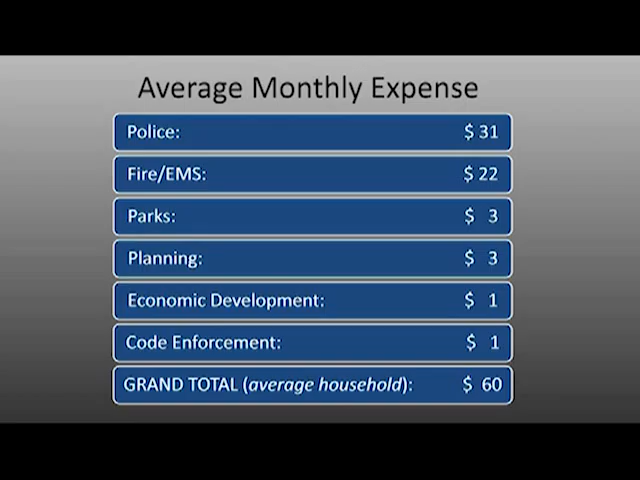 Average Monthly Expense
Police: $ 31
Fire/EMS: $ 22
Parks: $ 3
Planning: $ 3
Economic Development: $ 1
Code Enforcement: $ 1
GRAND TOTAL (average household): $ 60